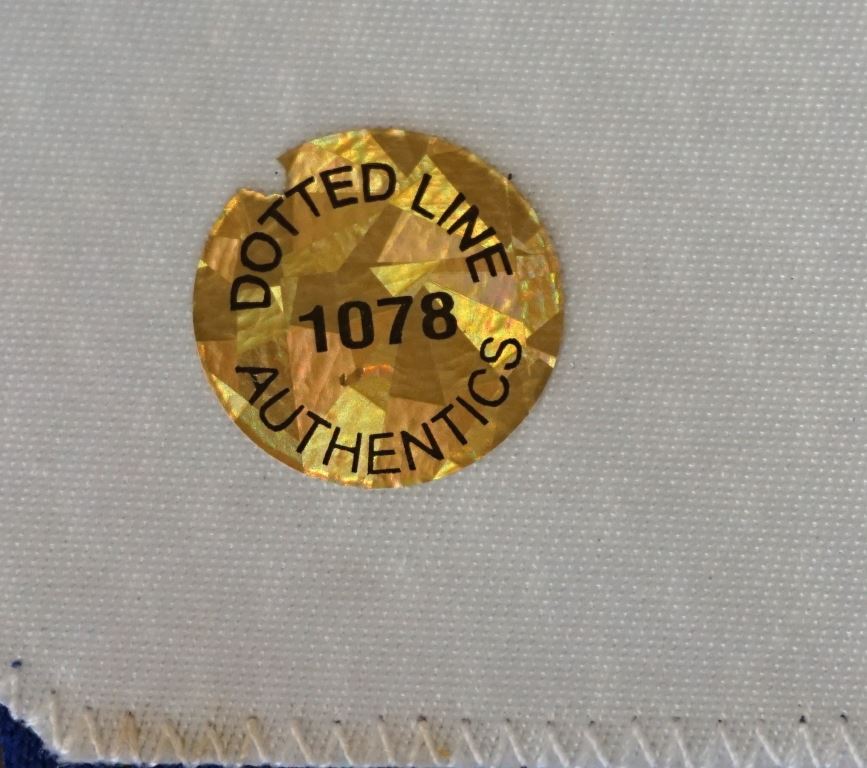 DOTTED LINE
1078
AUTHENTICS